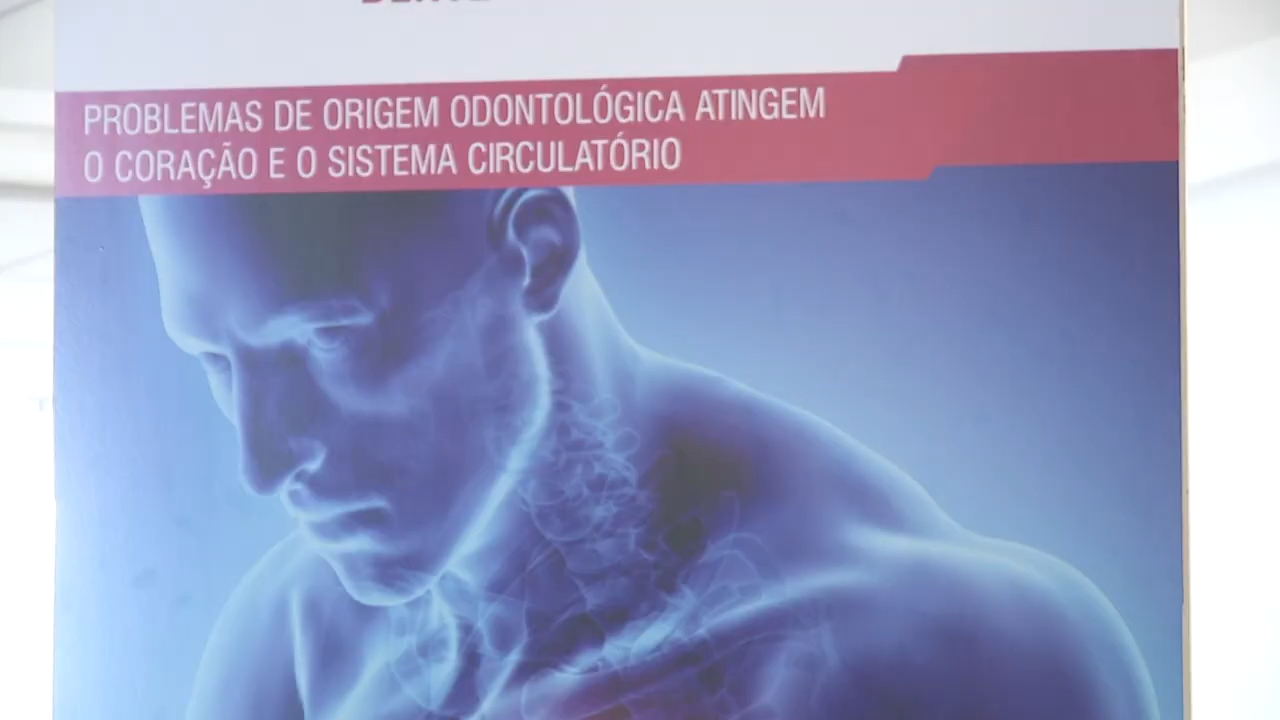 PROBLEMAS DE ORIGEM ODONTOLÓGICA ATINGEM
O CORAÇÃO E O SISTEMA CIRCULATÓRIO